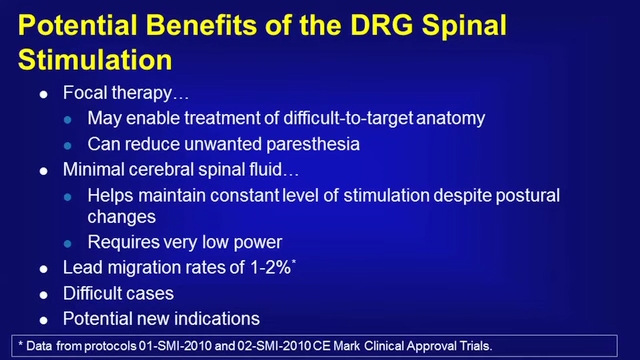 Potential Benefits of the DRG Spinal
Stimulation
Focal therapy…
May enable treatment of difficult-to-target anatomy
Can reduce unwanted paresthesia
Minimal cerebral spinal fluid…
Helps maintain constant level of stimulation despite postural
changes
Requires very low power
Lead migration rates of 1-2%*
Difficult cases
Potential new indications
* Data from protocols 01-SMI-2010 and 02-SMI-2010 CE Mark Clinical Approval Trials.